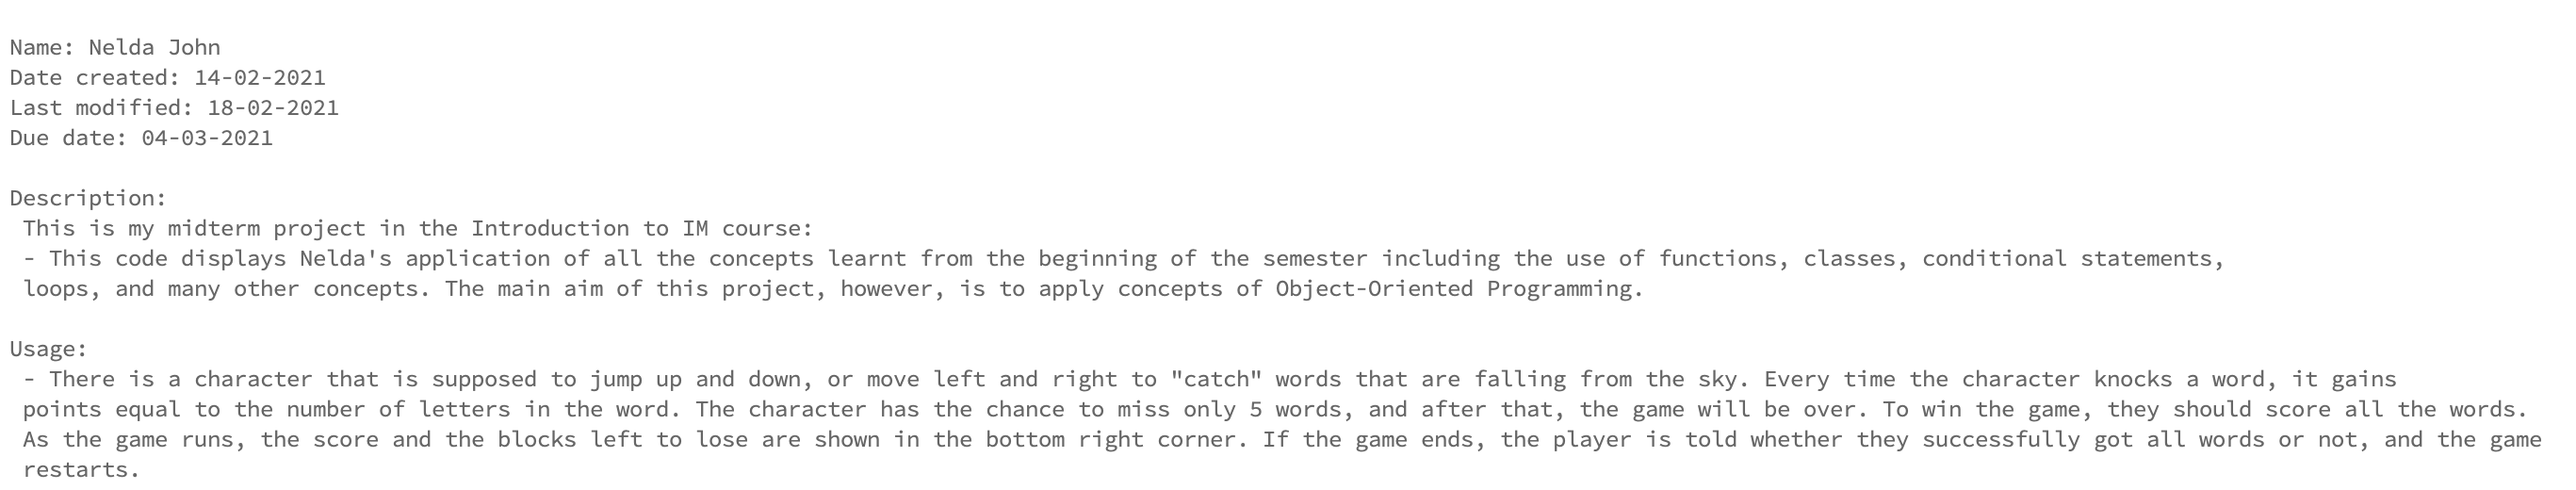 Name: Nelda John
Date created: 14-02-2021
Last modified: 18-02-2021
Due date: 04-03-2021
Description:
This is my midterm project in the Introduction to IM course:
- This code displays Nelda's application of all the concepts learnt from the beginning of the semester including the use of functions, classes, conditional statements,
loops, and many other concepts. The main aim of this project, however, is to apply concepts of Object-Oriented Programming.
Usage:
- There is a character that is supposed to jump up and down, or move left and right to "catch" words that are falling from the sky. Every time the character knocks a word, it gains
points equal to the number of letters in the word. The character has the chance to miss only 5 words, and after that, the game will be over. To win the game, they should score all the words.
As the game runs, the score and the blocks left to lose are shown in the bottom right corner. If the game ends, the player is told whether they successfully got all words or not, and the game
restarts.